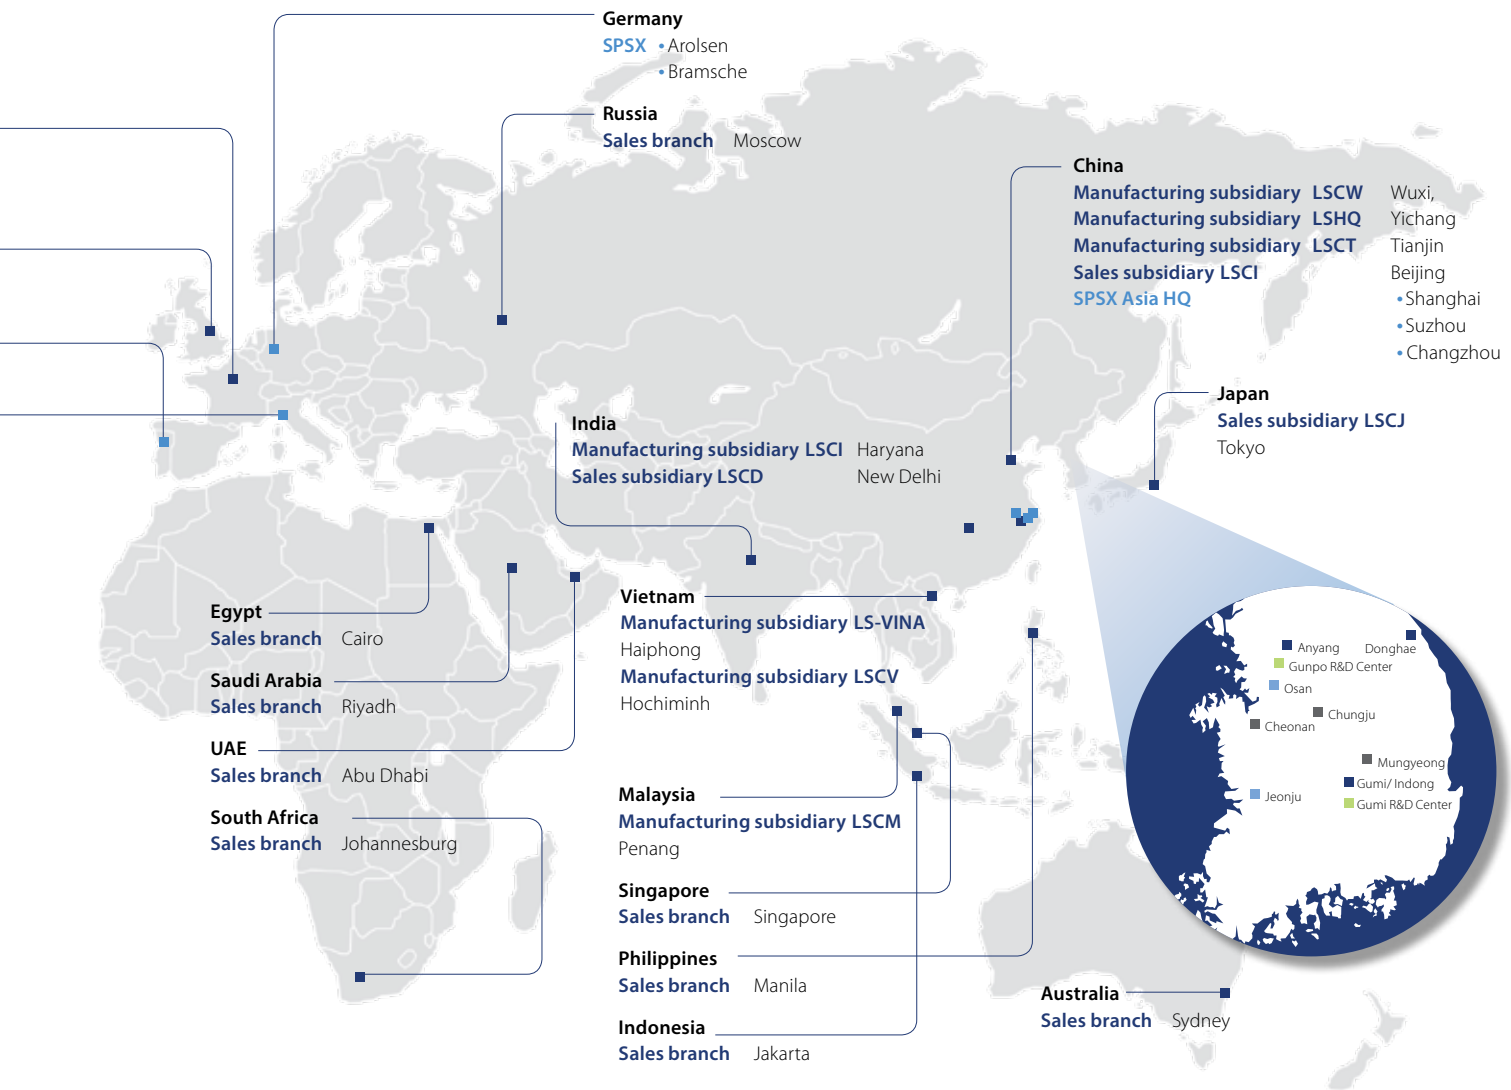 Germany
SPSX • Arolsen
• Bramsche
Russia
Sales branch Moscow
China
Manufacturing subsidiary LSCW Wuxi,
Manufacturing subsidiary LSHQ Yichang
Manufacturing subsidiary LSCT Tianjin
Sales subsidiary LSCI Beijing
SPSX Asia HQ • Shanghai
• Suzhou
• Changzhou
Japan
Sales subsidiary LSCJ
Tokyo
India
Manufacturing subsidiary LSCI Haryana
Sales subsidiary LSCD New Delhi
Egypt
Sales branch Cairo
Saudi Arabia
Sales branch Riyadh
UAE
Sales branch Abu Dhabi
South Africa
Sales branch Johannesburg
Vietnam
Manufacturing subsidiary LS-VINA
Haiphong
Manufacturing subsidiary LSCV
Hochiminh
Malaysia
Manufacturing subsidiary LSCM
Penang
Singapore
Sales branch Singapore
Philippines
Sales branch Manila
Indonesia
Sales branch Jakarta
Australia
Sales branch Sydney
Anyang Donghae
Gunpo R&D Center
Osan
Chungju
Cheonan
Mungyeong
Gumi/ Indong
Jeonju
Gumi R&D Center